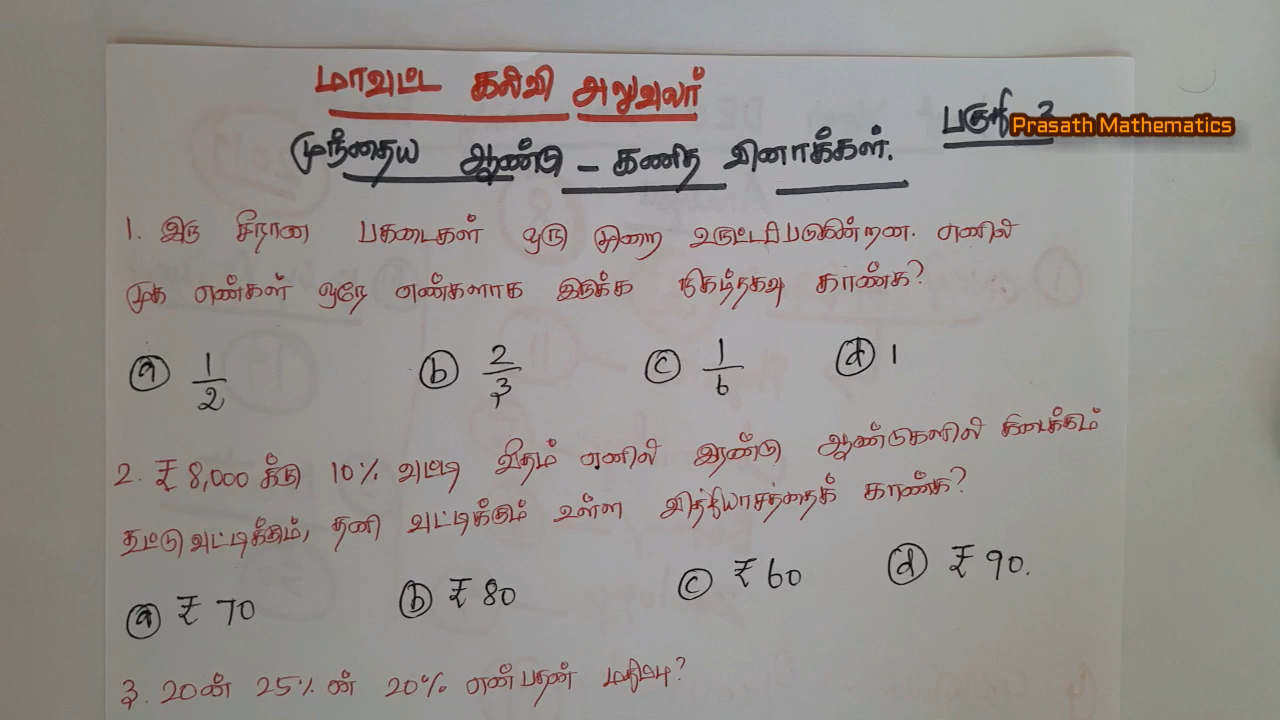 மாவட்ட கல்வி அலுவலர்
முந்தைய ஆண்டு - கணித வினாக்கள்.
பகுதி
Prasath Mathematics
1. இரு சீரான பகடைகள் ஒரு முறை உருட்டப்படுகின்றன. எனில்
முக எண்கள் ஒரே எண்களாக இருக்க நிகழ்தகவு காண்க?
ⓐ 1/2 ⓑ 2/3 ⓒ 1/6 ⓓ 1
2. ₹ 8,000 க்கு 10% வட்டி வீதம் எனில் இரண்டு ஆண்டுகளில் கிடைக்கும்
கூட்டுவட்டிக்கும், தனி வட்டிக்கும் உள்ள வித்தியாசத்தைக் காண்க?
ⓐ ₹ 70 ⓑ ₹ 80 ⓒ ₹ 60 ⓓ ₹ 90.
3. 20ன் 25% ன் 20% என்பதன் மதிப்பு?